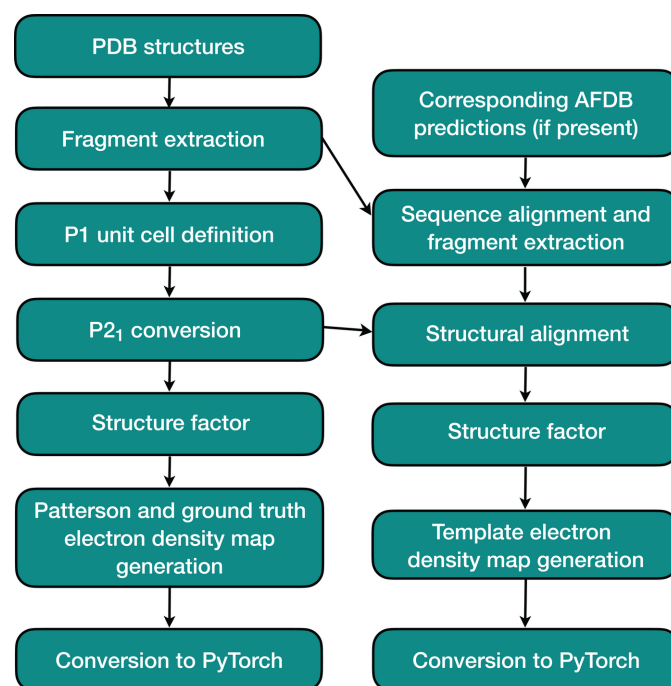 PDB structures
Fragment extraction
P1 unit cell definition
P2₁ conversion
Structure factor
Patterson and ground truth
electron density map
generation
Conversion to PyTorch
Corresponding AFDB
predictions (if present)
Sequence alignment and
fragment extraction
Structural alignment
Structure factor
Template electron
density map generation
Conversion to PyTorch